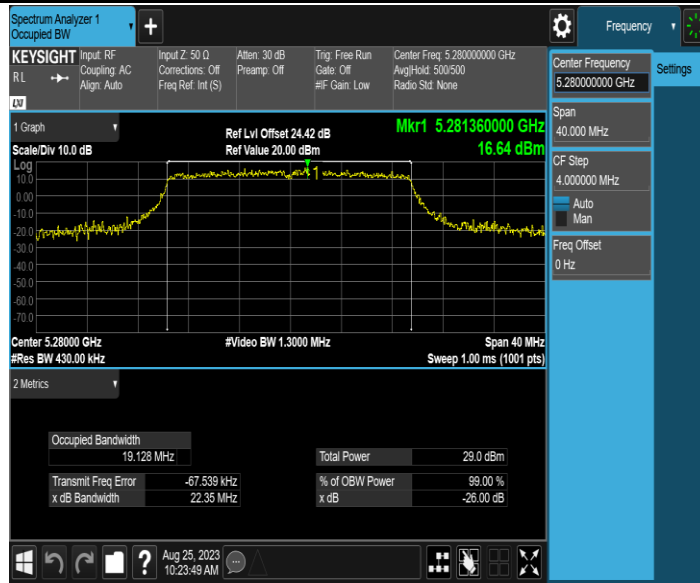 Spectrum Analyzer 1
Occupied BW
Frequency
KEYSIGHT
RL
LXI
Input: RF
Coupling: AC
Align: Auto
Input Z: 50 Ω
Corrections: Off
Freq Ref: Int (S)
Atten: 30 dB
Preamp: Off
Trig: Free Run
Gate: Off
#IF Gain: Low
Center Freq: 5.280000000 GHz
Avg|Hold: 500/500
Radio Std: None
Center Frequency
5.280000000 GHz
Settings
Span
40.000 MHz
CF Step
4.000000 MHz
Auto
Man
Freq Offset
0 Hz
1 Graph
Scale/Div 10.0 dB
Ref Lvl Offset 24.42 dB
Ref Value 20.00 dBm
Mkr1 5.281360000 GHz
16.64 dBm
Log
10.0
0.00
-10.0
-20.0
-30.0
-40.0
-50.0
-60.0
-70.0
1
Center 5.28000 GHz
#Res BW 430.00 kHz
#Video BW 1.3000 MHz
Span 40 MHz
Sweep 1.00 ms (1001 pts)
2 Metrics
Occupied Bandwidth
19.128 MHz
Total Power 29.0 dBm
Transmit Freq Error -67.539 kHz
% of OBW Power 99.00 %
x dB Bandwidth 22.35 MHz
x dB -26.00 dB
?
Aug 25, 2023
10:23:49 AM